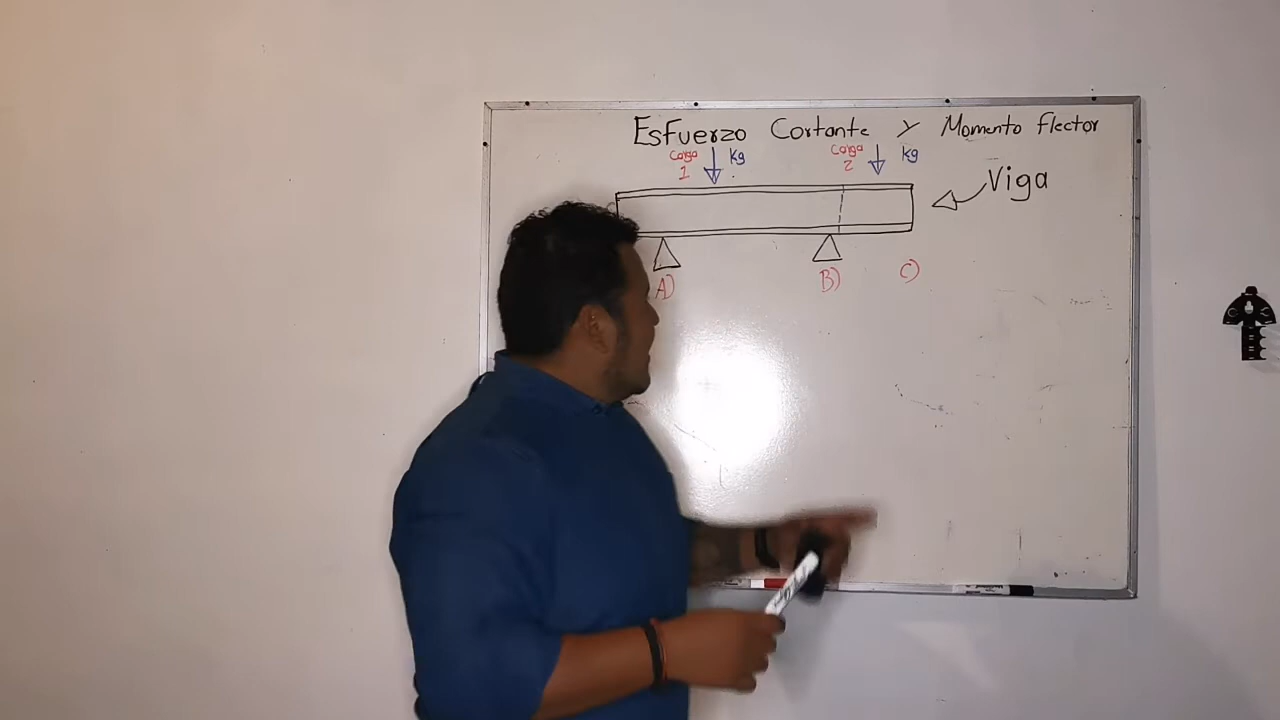 Esfuerzo Cortante y Momento flector
Carga 1 kg
Carga 2 kg
Viga
A) B) C)